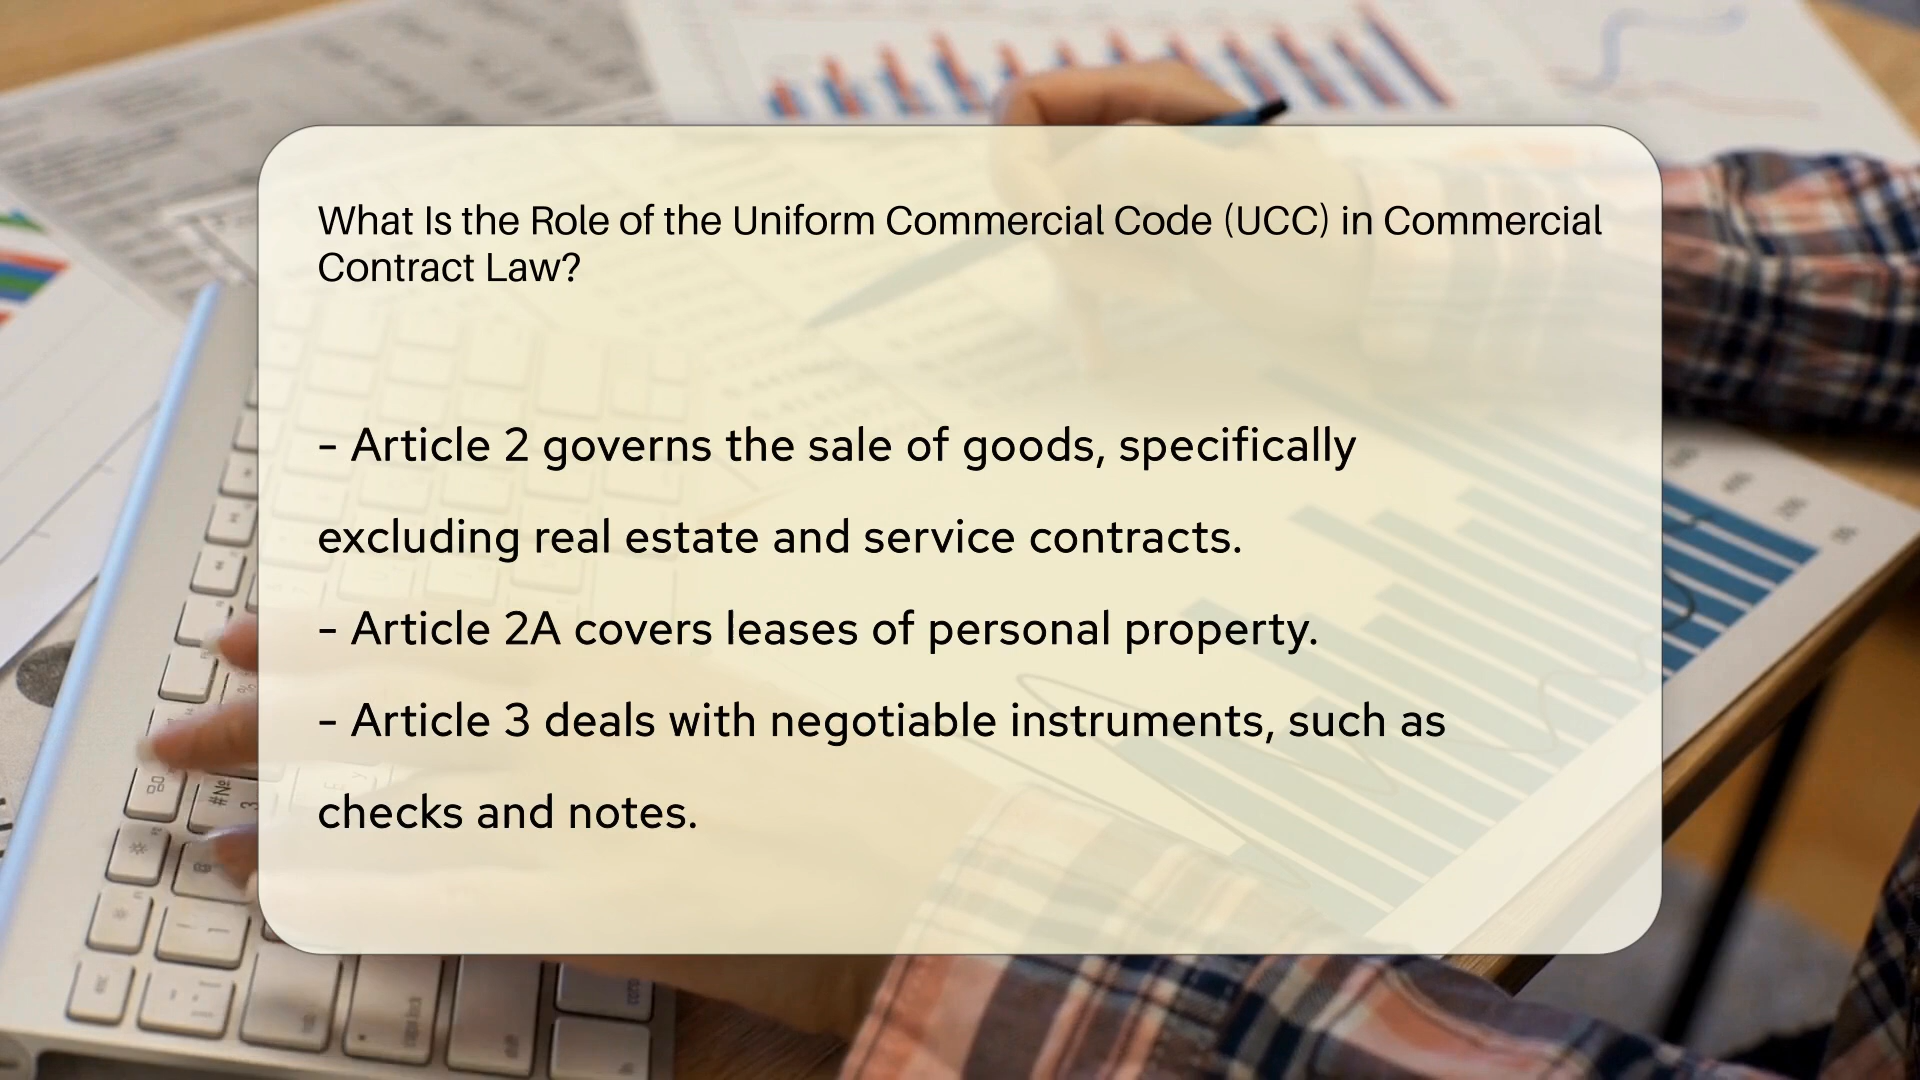 What Is the Role of the Uniform Commercial Code (UCC) in Commercial
Contract Law?
- Article 2 governs the sale of goods, specifically
excluding real estate and service contracts.
- Article 2A covers leases of personal property.
- Article 3 deals with negotiable instruments, such as
checks and notes.